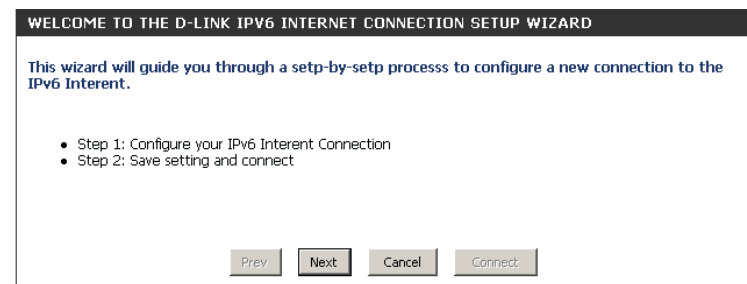 WELCOME TO THE D-LINK IPV6 INTERNET CONNECTION SETUP WIZARD
This wizard will guide you through a setp-by-setp processs to configure a new connection to the
IPv6 Interent.
• Step 1: Configure your IPv6 Interent Connection
• Step 2: Save setting and connect
Prev Next Cancel Connect